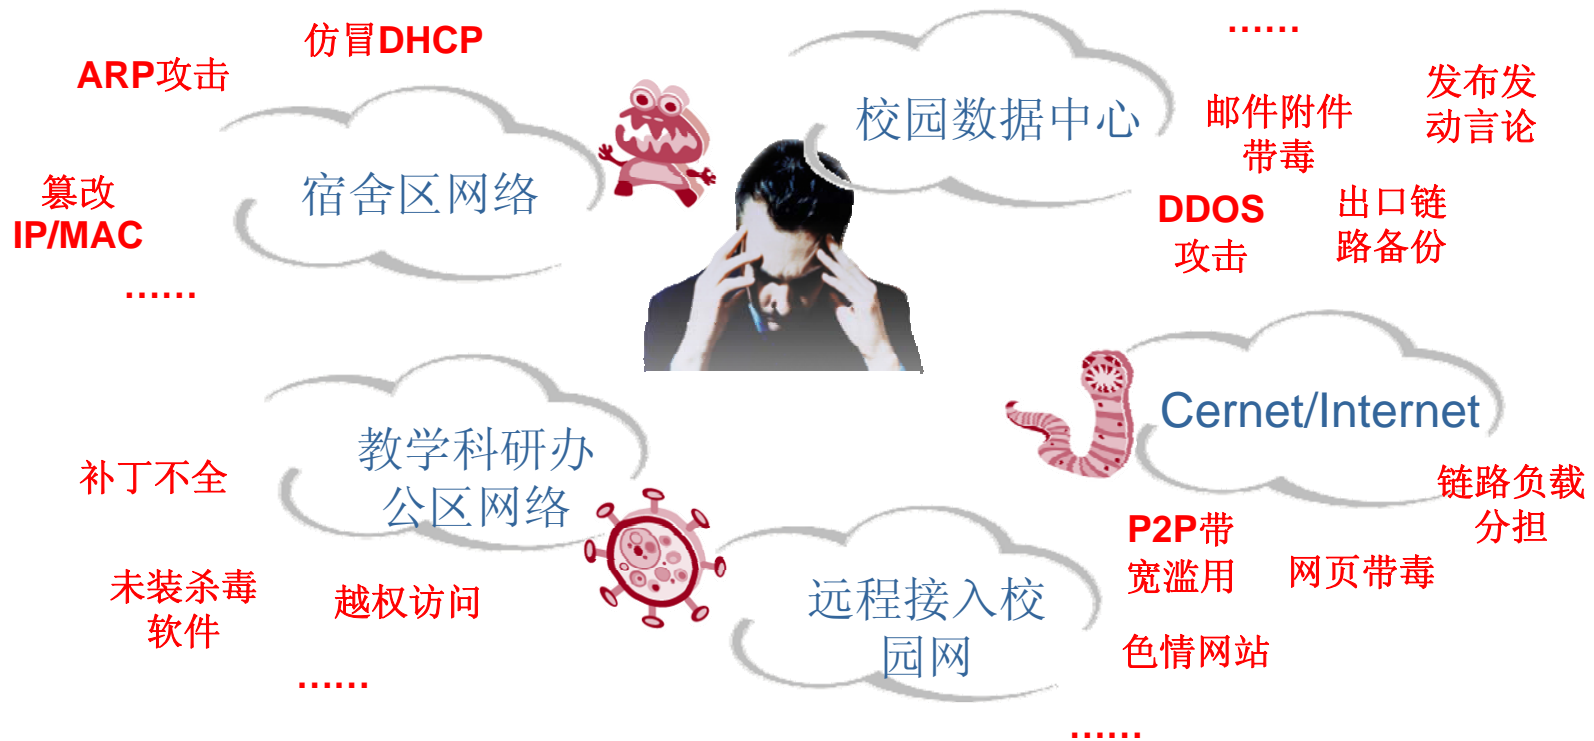 仿冒DHCP
ARP攻击
宿舍区网络
篡改
IP/MAC
……
……
校园数据中心
发布发
动言论
邮件附件
带毒
DDOS
攻击
出口链
路备份
教学科研办
公区网络
补丁不全
未装杀毒
软件
越权访问
……
Cernet/Internet
链路负载
分担
P2P带
宽滥用
网页带毒
远程接入校
园网
色情网站
……